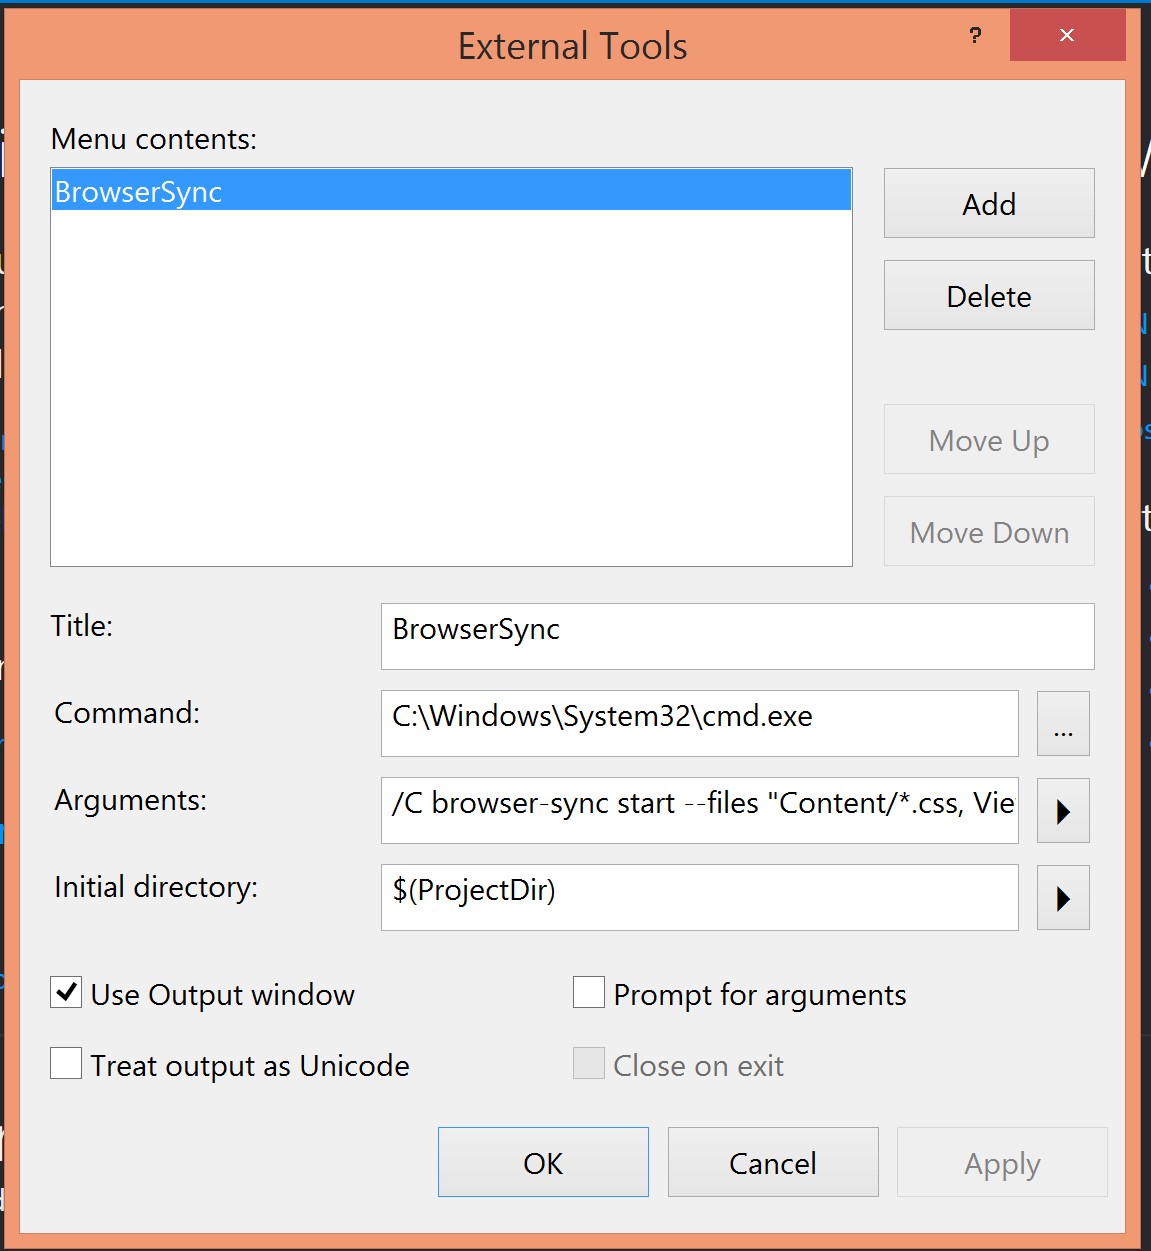 External Tools
?
Menu contents:
BrowserSync
Add
Delete
Move Up
Move Down
Title:
BrowserSync
Command:
C:\Windows\System32\cmd.exe
...
Arguments:
/C browser-sync start --files "Content/*.css, Vie
Initial directory:
$(ProjectDir)
Use Output window
Prompt for arguments
Treat output as Unicode
Close on exit
OK
Cancel
Apply